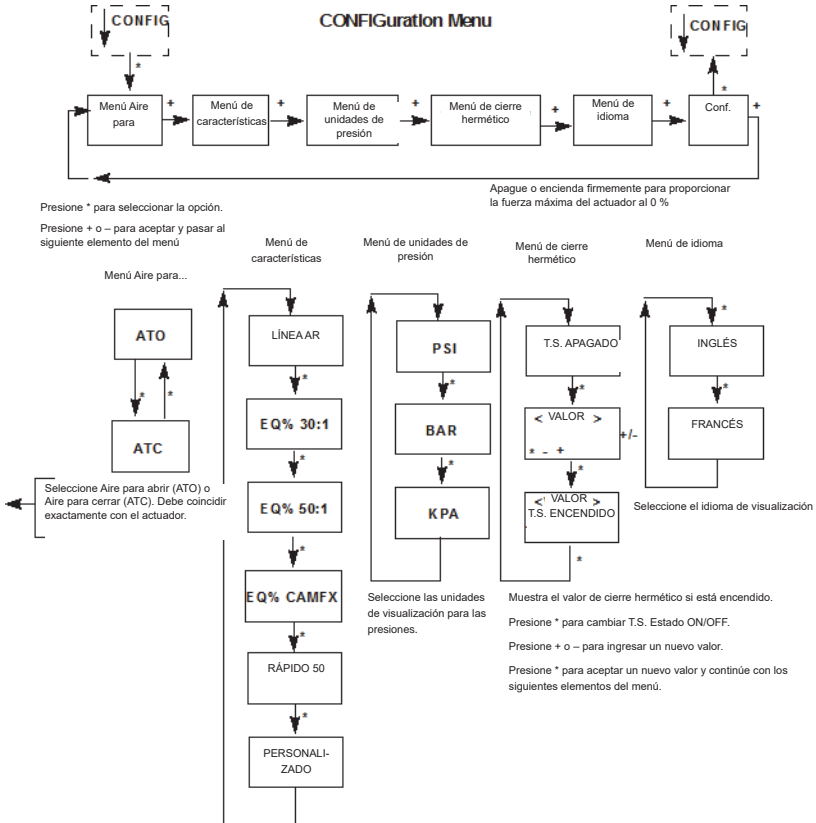 CONFIGuration Menu
CONFIG
CONFIG
*
*
Menú Aire
para
+
Menú de
características
+
Menú de
unidades de
presión
+
Menú de cierre
hermético
+
Menú de
idioma
+
Conf.
+
Apague o encienda firmemente para proporcionar
la fuerza máxima del actuador al 0 %
Presione * para seleccionar la opción.
Presione + o – para aceptar y pasar al
siguiente elemento del menú
Menú Aire para...
ATO
*
*
ATC
Seleccione Aire para abrir (ATO) o
Aire para cerrar (ATC). Debe coincidir
exactamente con el actuador.
Menú de
características
LÍNEA AR
*
EQ% 30:1
*
EQ% 50:1
*
EQ% CAMFX
*
RÁPIDO 50
*
PERSONALI-
ZADO
Menú de unidades de
presión
PSI
*
BAR
*
KPA
Seleccione las unidades
de visualización para las
presiones.
Menú de cierre
hermético
T.S. APAGADO
*
< VALOR >
* - +
+/-
*
< VALOR >
T.S. ENCENDIDO
*
Muestra el valor de cierre hermético si está encendido.
Presione * para cambiar T.S. Estado ON/OFF.
Presione + o – para ingresar un nuevo valor.
Presione * para aceptar un nuevo valor y continúe con los
siguientes elementos del menú.
Menú de idioma
*
INGLÉS
*
FRANCÉS
Seleccione el idioma de visualización